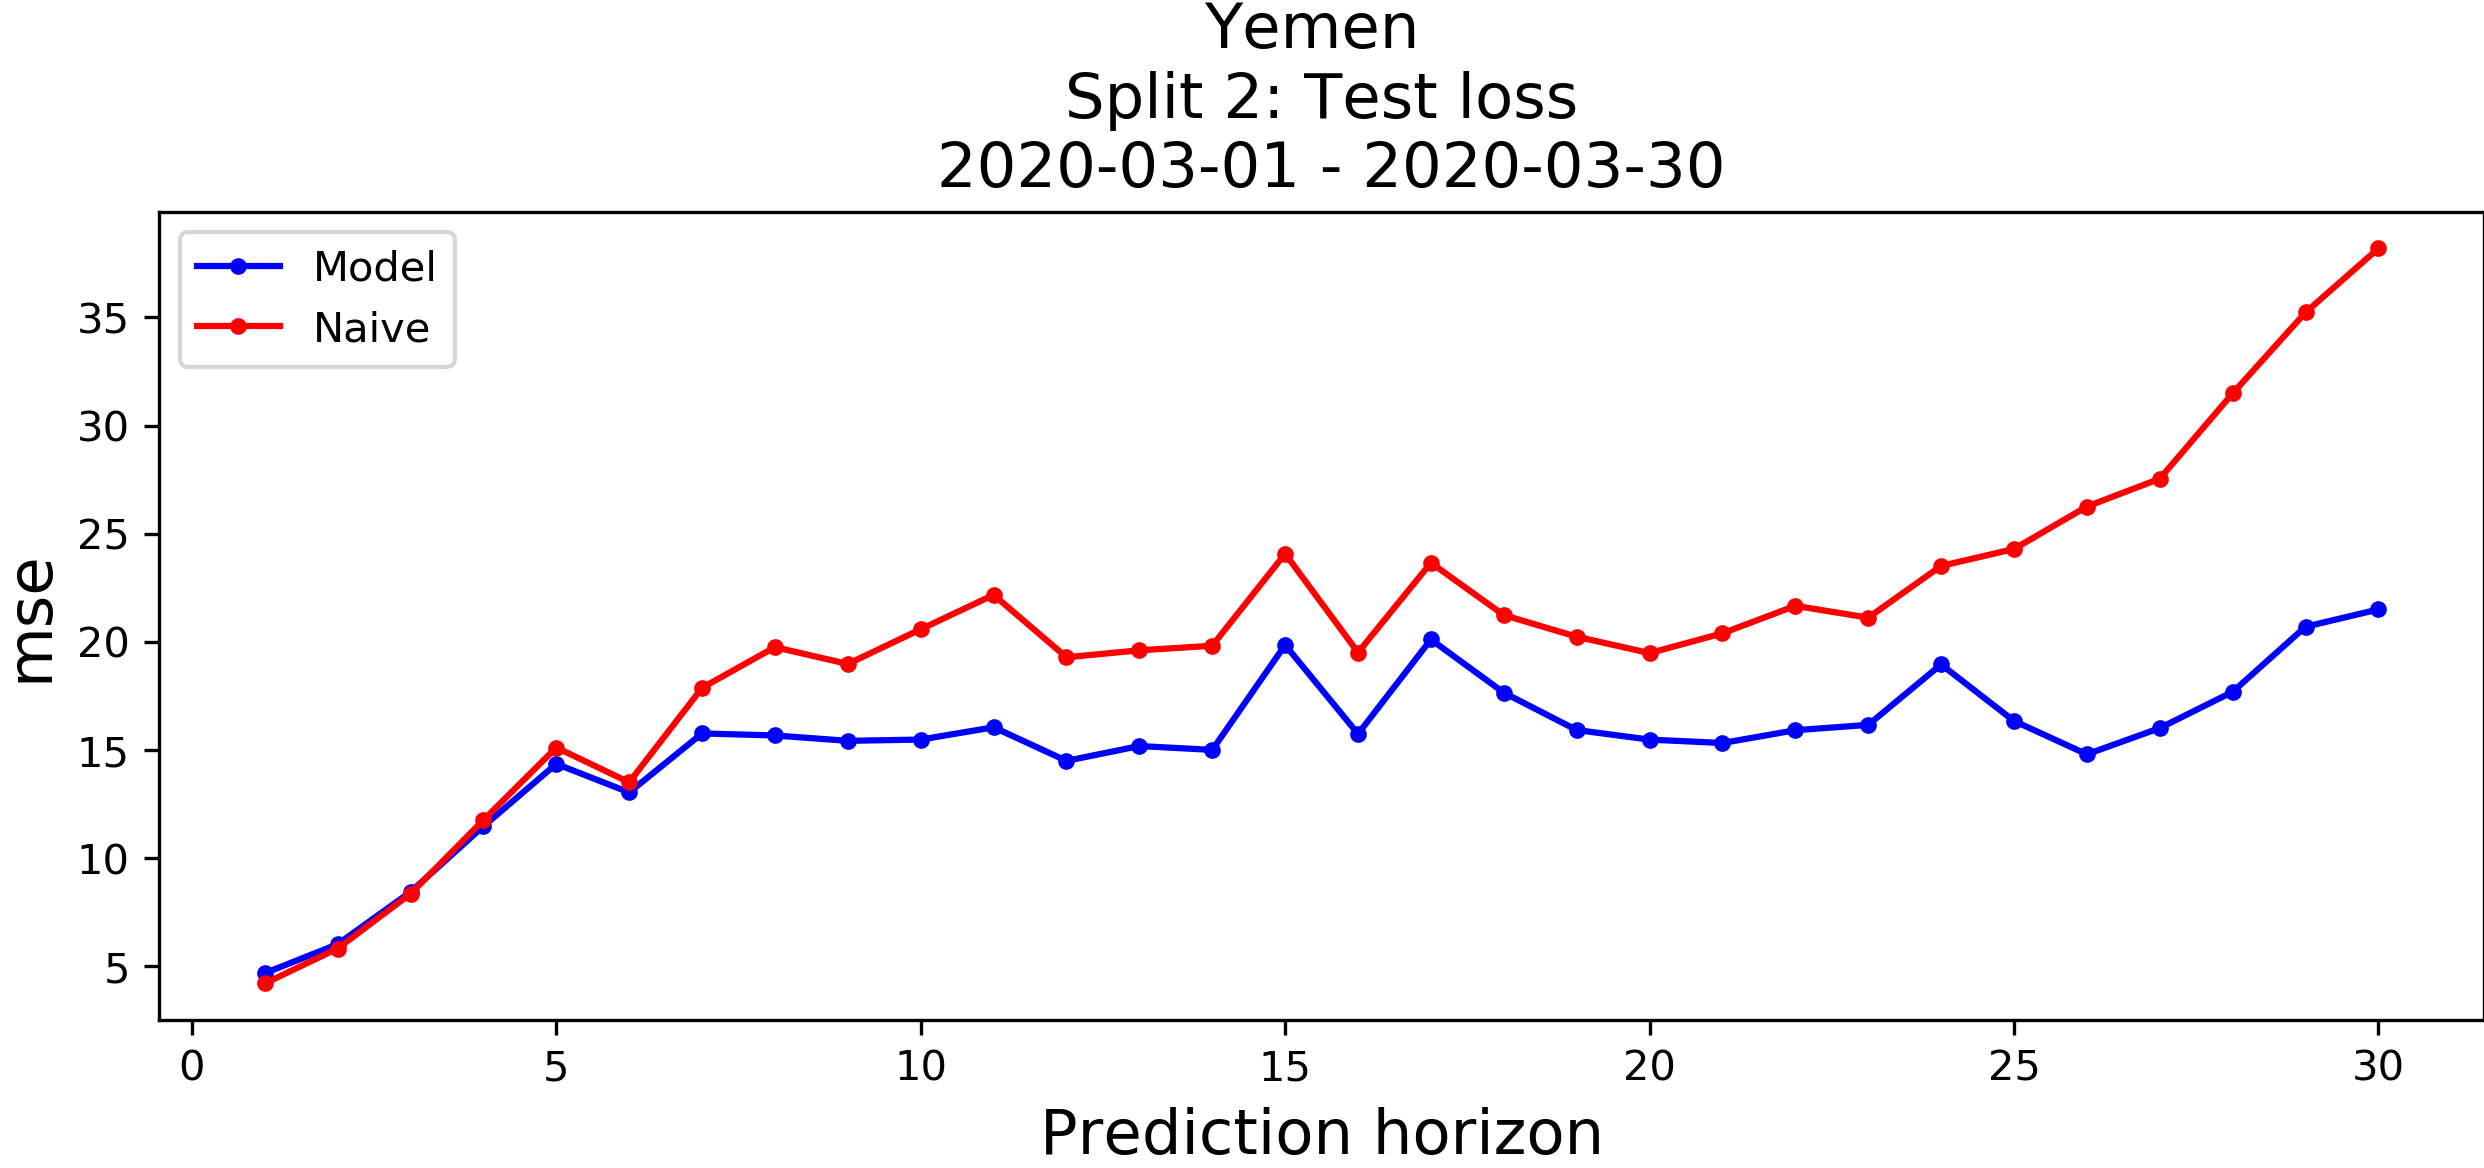 Yemen
Split 2: Test loss
2020-03-01 - 2020-03-30
Model
Naive
mse
35
30
25
20
15
10
5
0 5 10 15 20 25 30
Prediction horizon